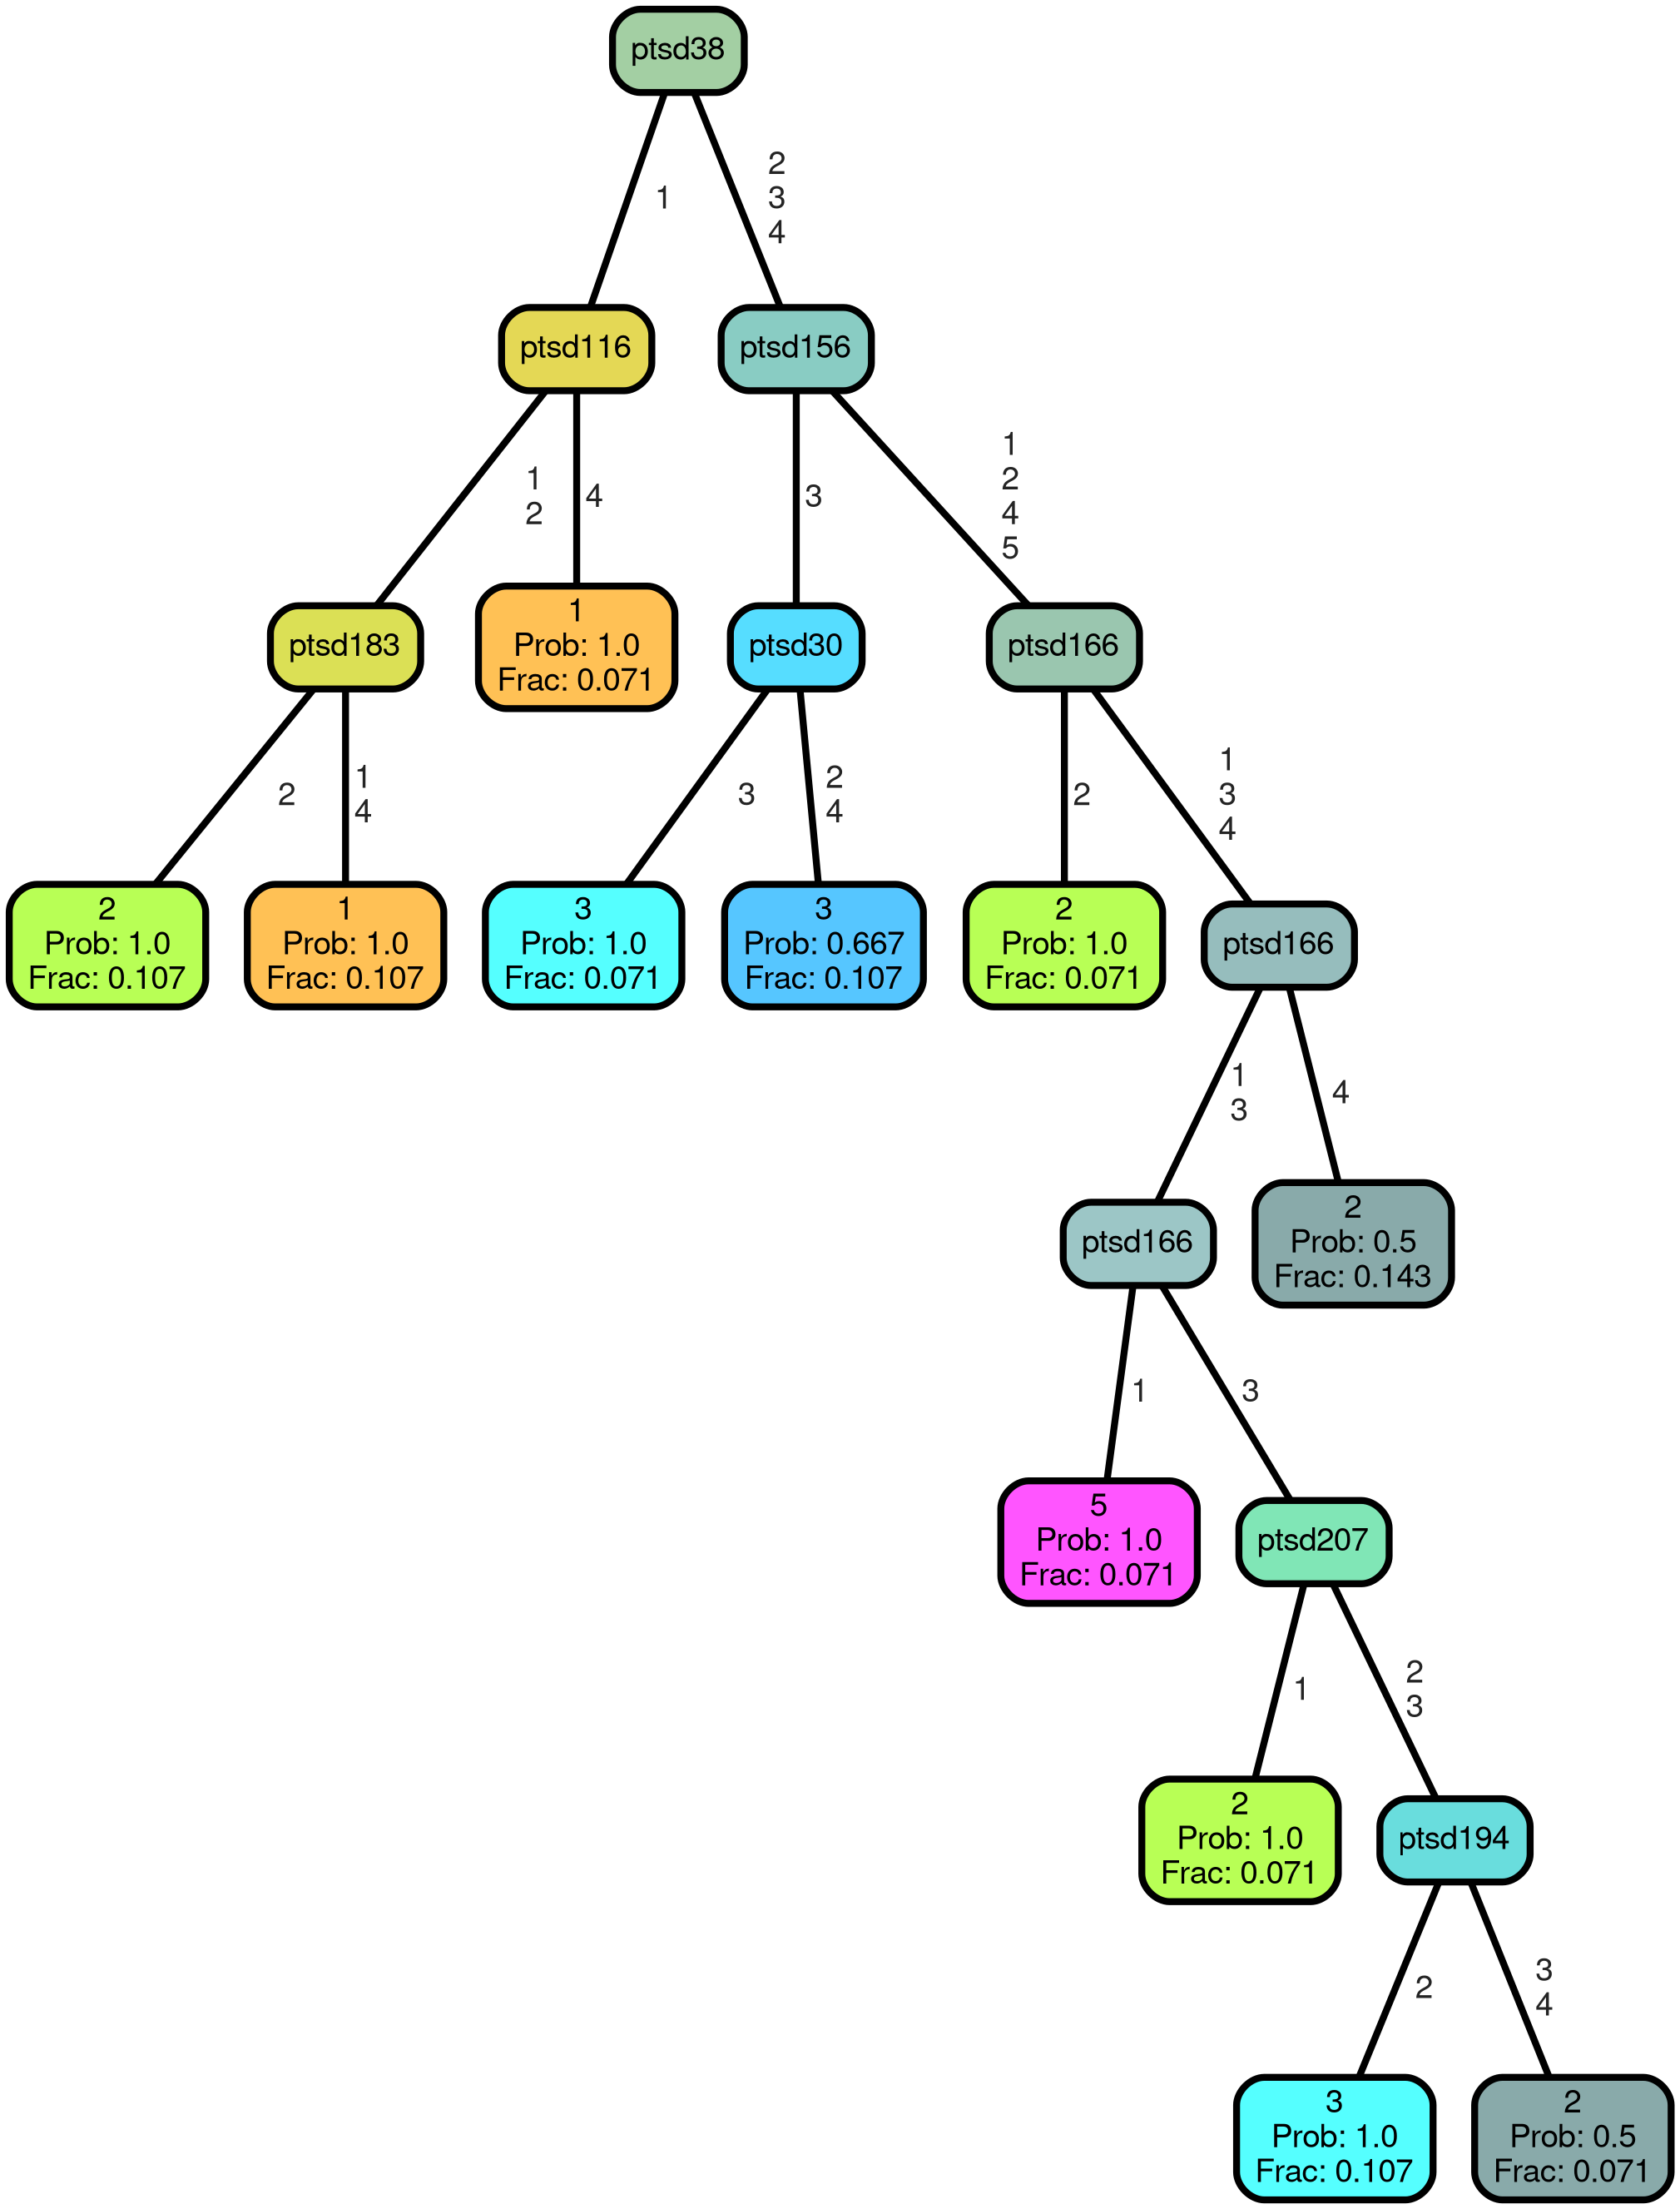 ptsd38
1
2
3
4
ptsd116
ptsd156
1
2
4
3
1
2
4
5
ptsd183
1
Prob: 1.0
Frac: 0.071
ptsd30
ptsd166
2
1
4
3
2
4
2
1
3
4
2
Prob: 1.0
Frac: 0.107
1
Prob: 1.0
Frac: 0.107
3
Prob: 1.0
Frac: 0.071
3
Prob: 0.667
Frac: 0.107
2
Prob: 1.0
Frac: 0.071
ptsd166
1
3
4
ptsd166
2
Prob: 0.5
Frac: 0.143
1
3
5
Prob: 1.0
Frac: 0.071
ptsd207
1
2
3
2
Prob: 1.0
Frac: 0.071
ptsd194
2
3
4
3
Prob: 1.0
Frac: 0.107
2
Prob: 0.5
Frac: 0.071